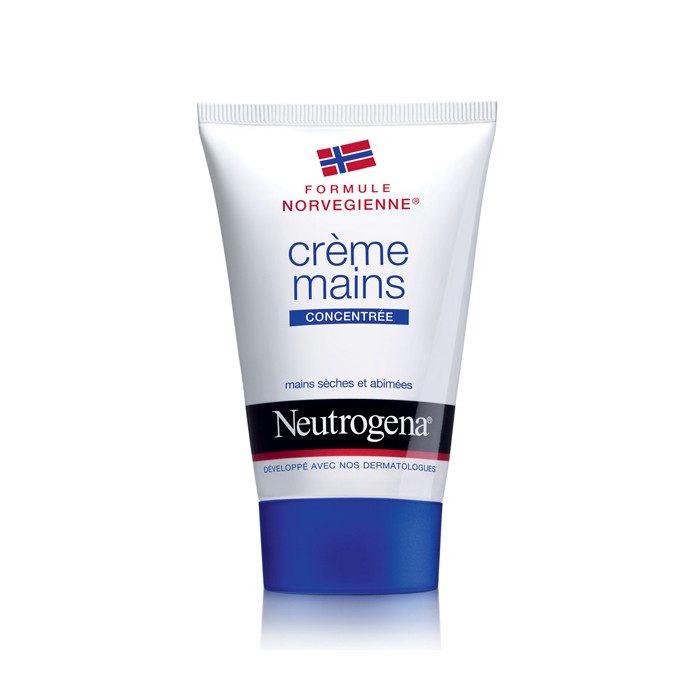 FORMULE
NORVEGIENNE®
crème
mains
CONCENTRÉE
mains sèches et abîmées
Neutrogena®
DÉVELOPPÉ AVEC NOS DERMATOLOGUES